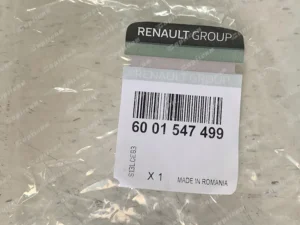 RENAULT GROUP
60 01 547 499
X 1
MADE IN ROMANIA